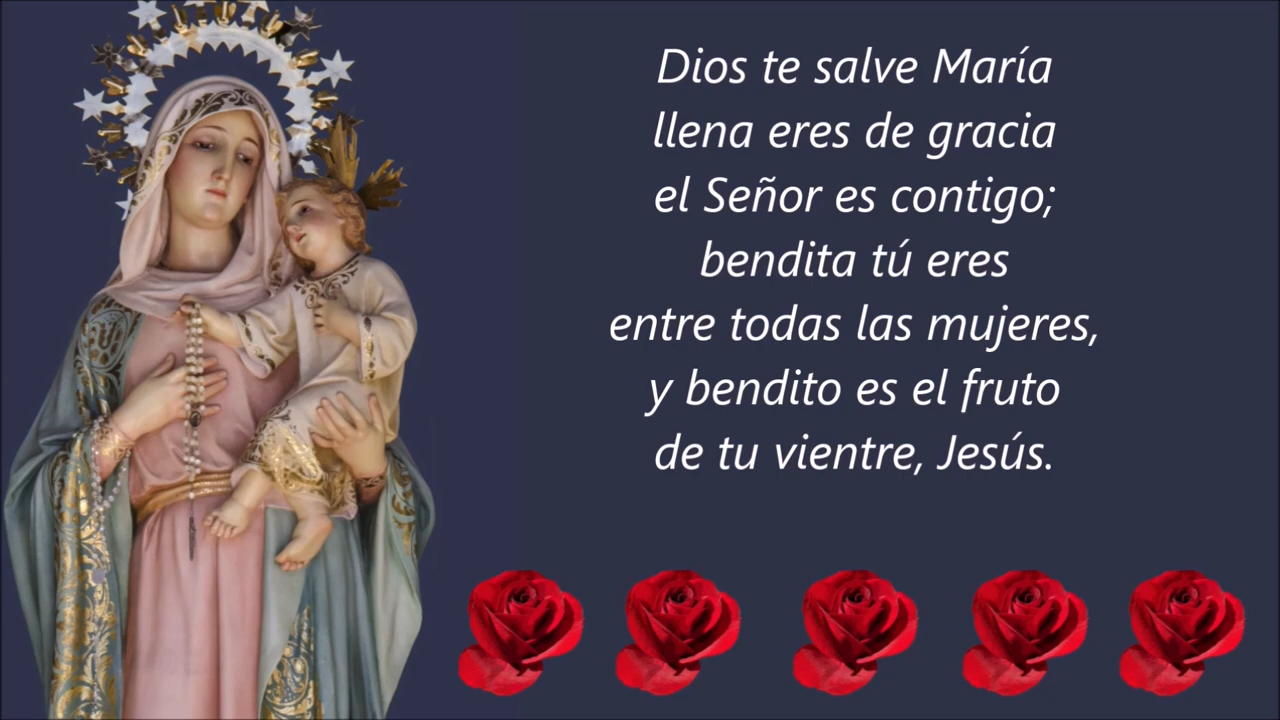 Dios te salve María
llena eres de gracia
el Señor es contigo;
bendita tú eres
entre todas las mujeres,
y bendito es el fruto
de tu vientre, Jesús.